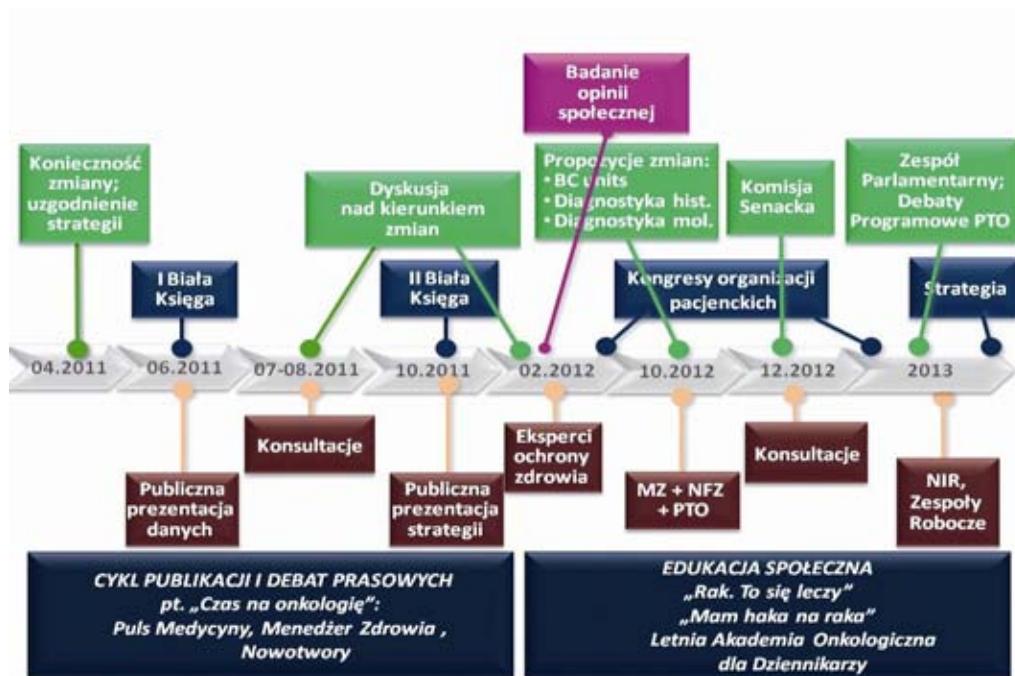 Badanie
opinii
społecznej
Konieczność
zmiany;
uzgodnienie
strategii
Dyskusja
nad kierunkiem
zmian
Propozycje zmian:
• BC units
• Diagnostyka hist.
• Diagnostyka mol.
Komisja
Senacka
Zespół
Parlamentarny;
Debaty
Programowe PTO
I Biała
Księga
II Biała
Księga
Kongresy organizacji
pacjenckich
Strategia
04.2011
06.2011
07-08.2011
10.2011
02.2012
10.2012
12.2012
2013
Publiczna
prezentacja
danych
Konsultacje
Publiczna
prezentacja
strategii
Eksperci
ochrony
zdrowia
MZ + NFZ
+ PTO
Konsultacje
NIR,
Zespoły
Robocze
CYKL PUBLIKACJI I DEBAT PRASOWYCH
pt. „Czas na onkologię”:
Puls Medycyny, Menedżer Zdrowia ,
Nowotwory
EDUKACJA SPOŁECZNA
„Rak. To się leczy”
„Mam haka na raka”
Letnia Akademia Onkologiczna
dla Dziennikarzy